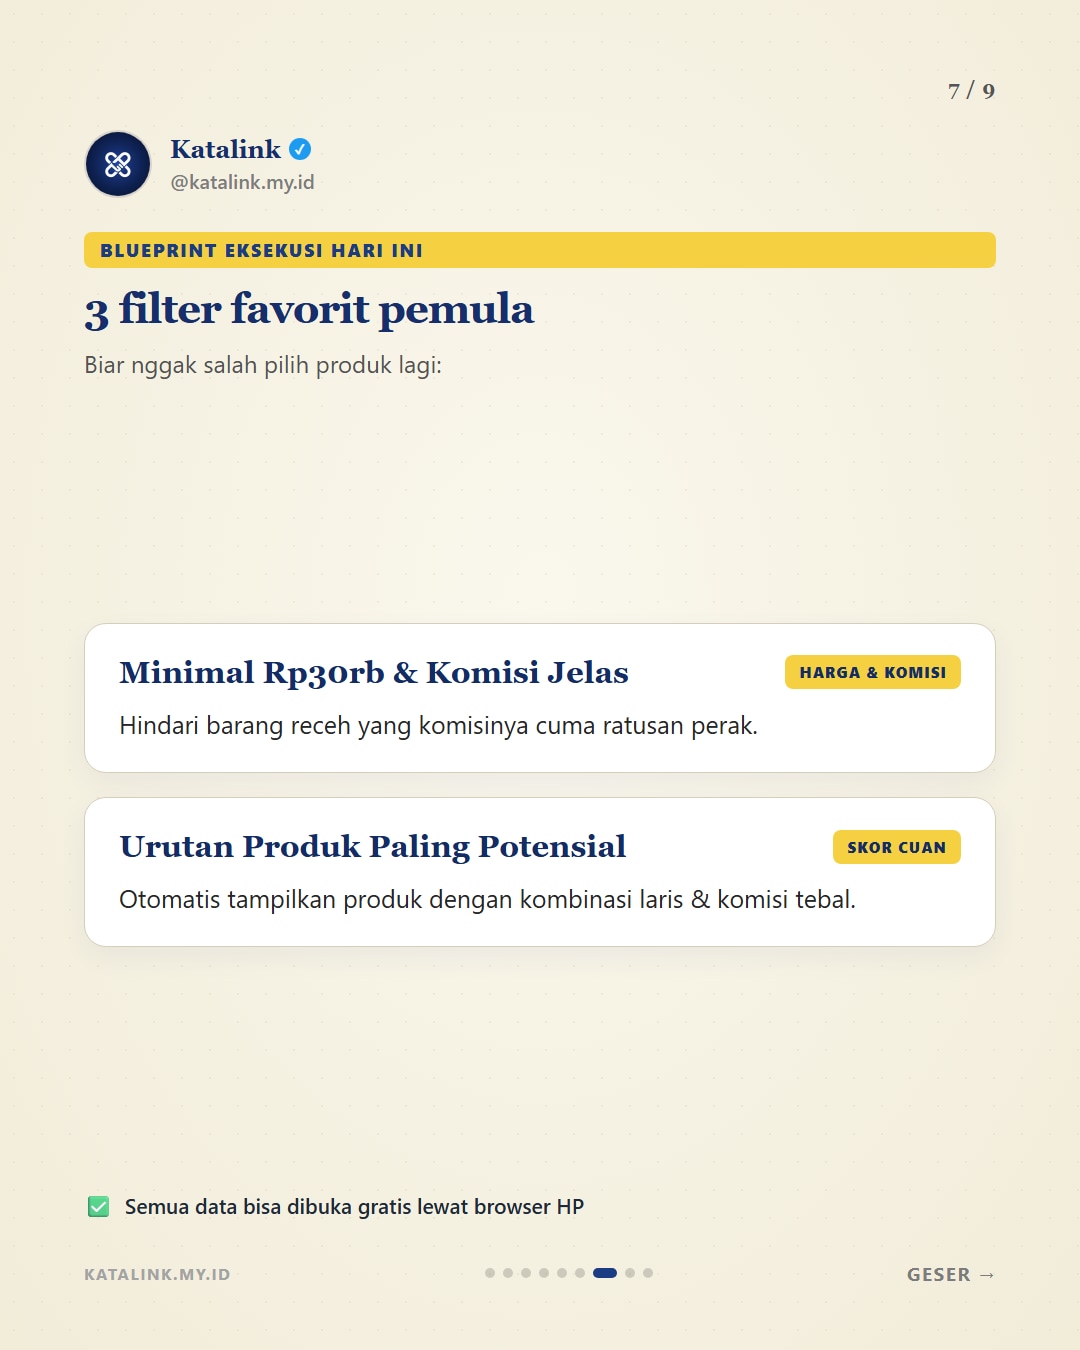 7 / 9
Katalink
@katalink.my.id
BLUEPRINT EKSEKUSI HARI INI
3 filter favorit pemula
Biar nggak salah pilih produk lagi:
Minimal Rp30rb & Komisi Jelas
HARGA & KOMISI
Hindari barang receh yang komisinya cuma ratusan perak.
Urutan Produk Paling Potensial
SKOR CUAN
Otomatis tampilkan produk dengan kombinasi laris & komisi tebal.
✅ Semua data bisa dibuka gratis lewat browser HP
KATALINK.MY.ID
GESER →